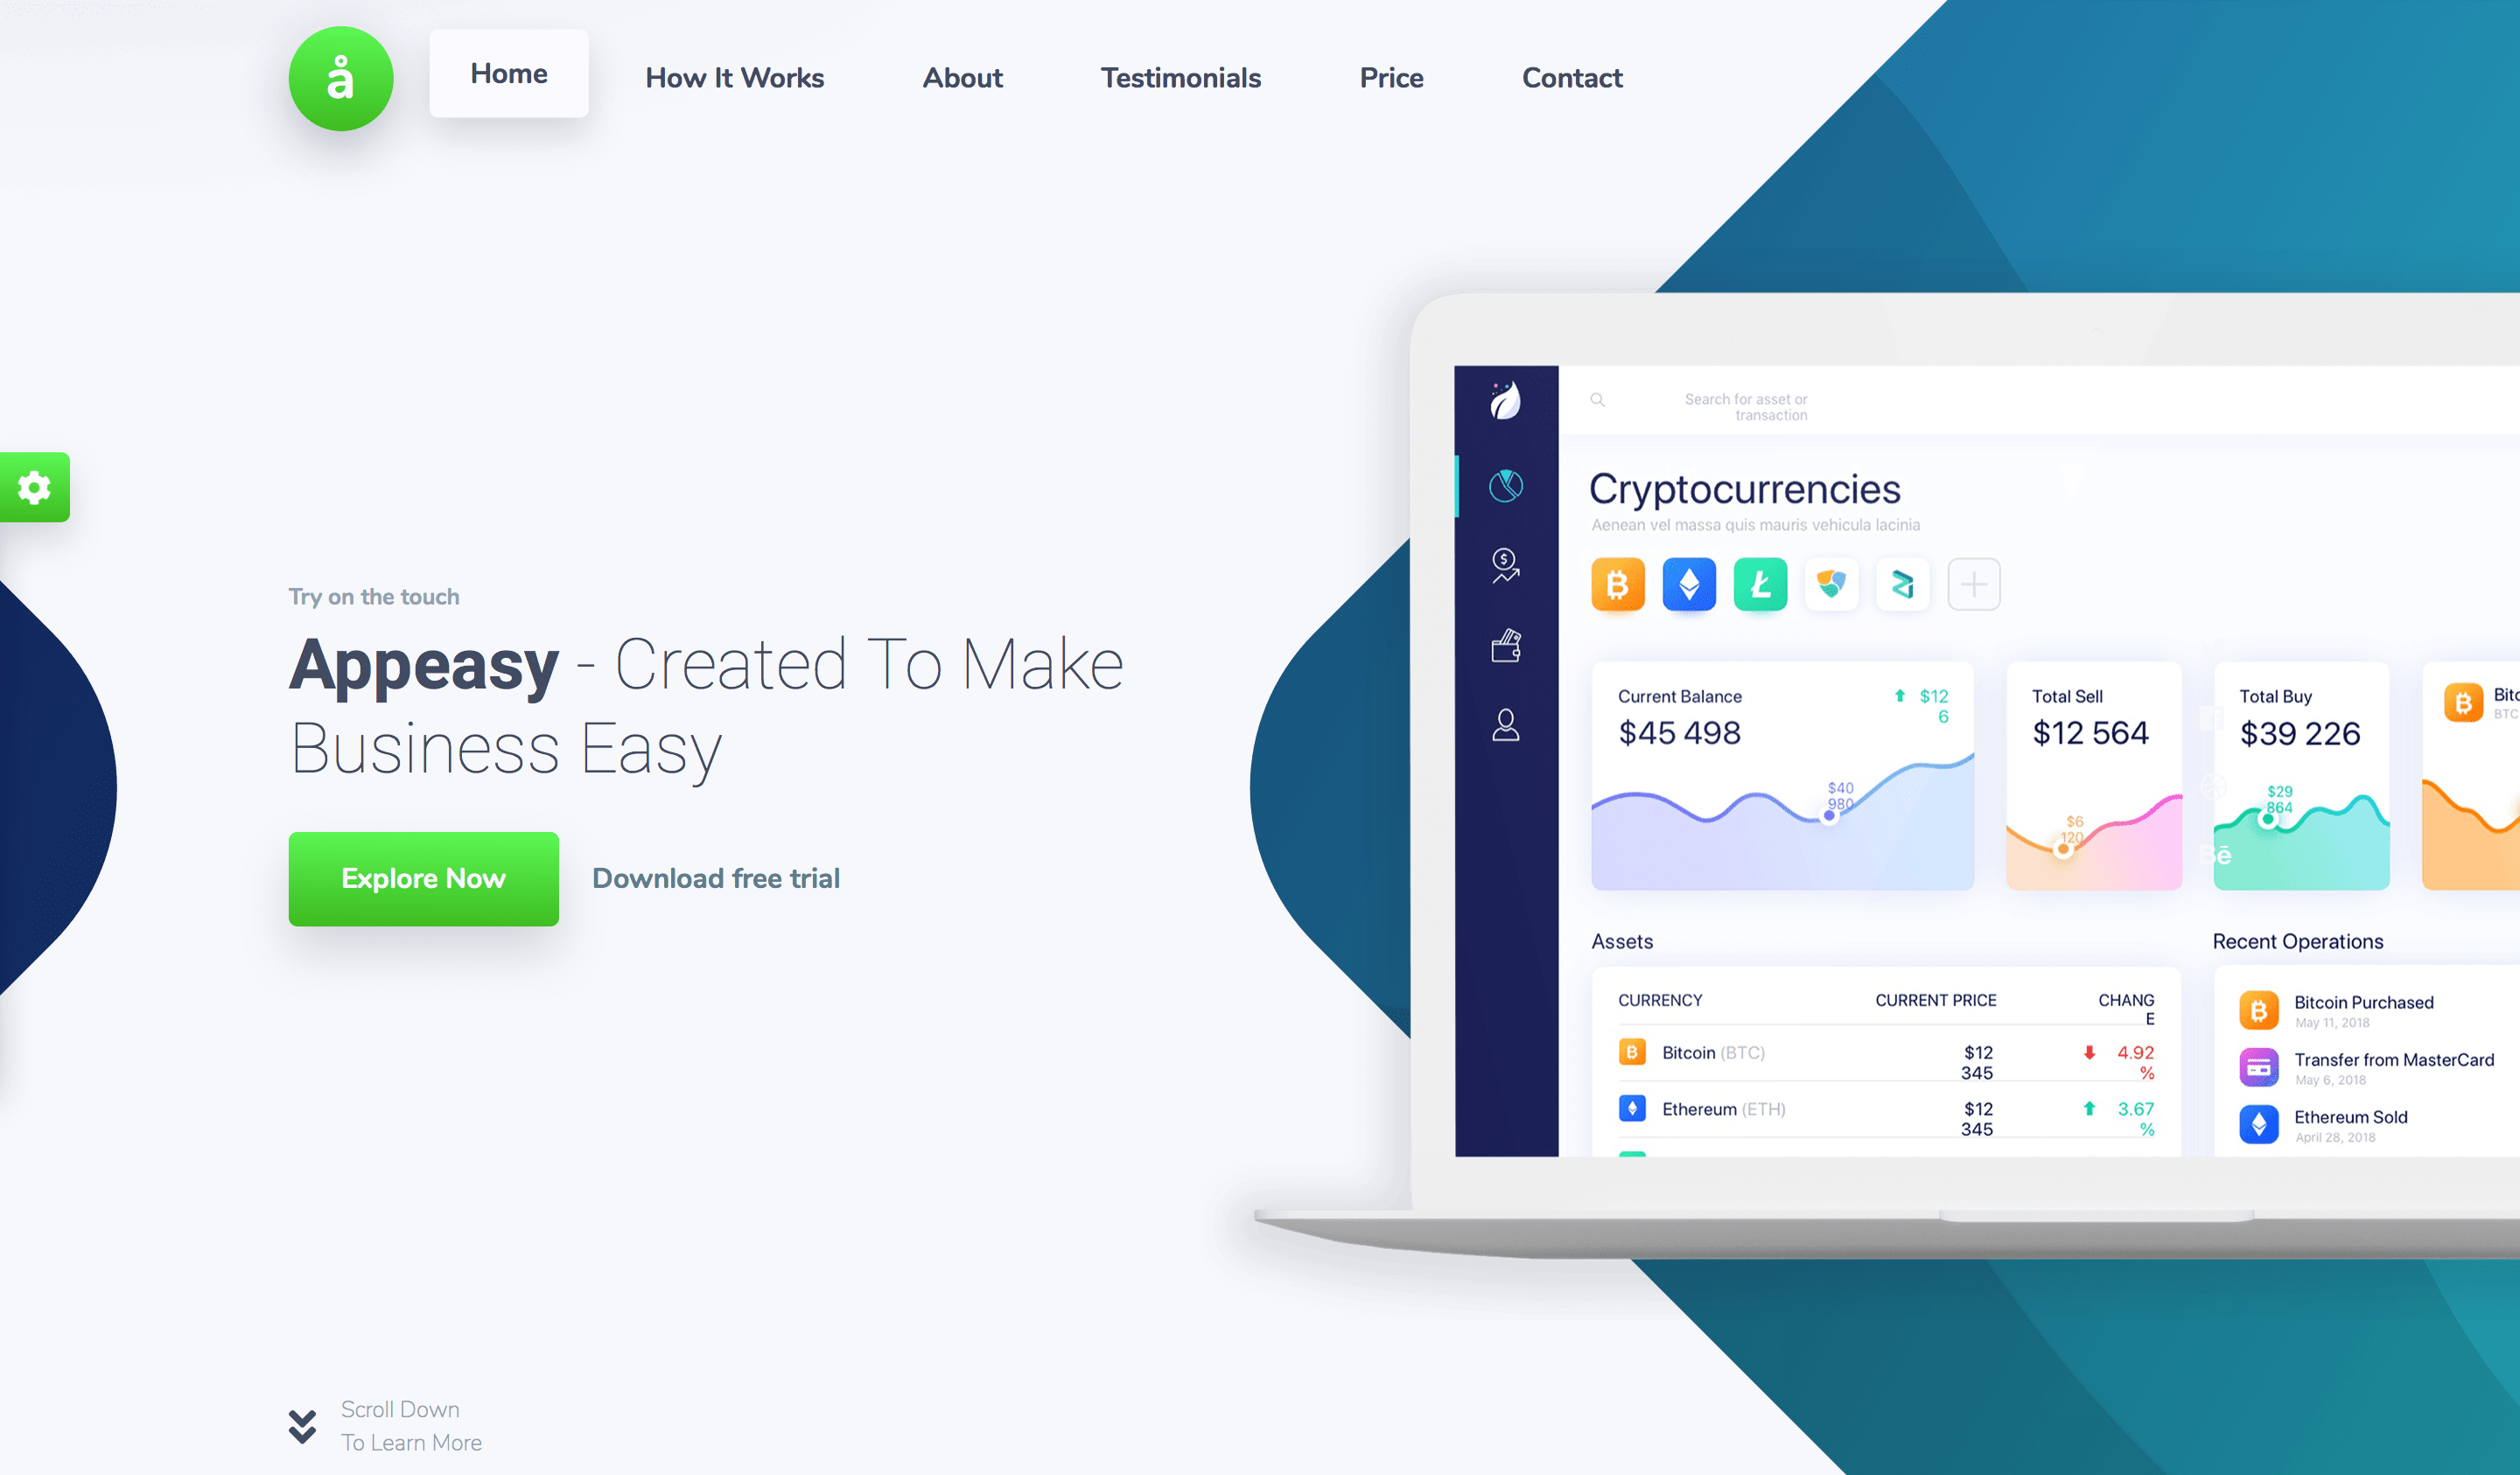 å
Home
How It Works
About
Testimonials
Price
Contact
Try on the touch
Appeasy - Created To Make
Business Easy
Explore Now
Download free trial
Scroll Down
To Learn More
Search for asset or
transaction
Cryptocurrencies
Aenean vel massa quis mauris vehicula lacinia
Current Balance
$45 498
$12
6
$40
980
Total Sell
$12 564
$6
120
Total Buy
$39 226
$29
864
Bē
BTC
Assets
CURRENCY
CURRENT PRICE
CHANG
E
Bitcoin (BTC)
$12
345
4.92
%
Ethereum (ETH)
$12
345
3.67
%
Recent Operations
Bitcoin Purchased
May 11, 2018
Transfer from MasterCard
May 6, 2018
Ethereum Sold
April 28, 2018